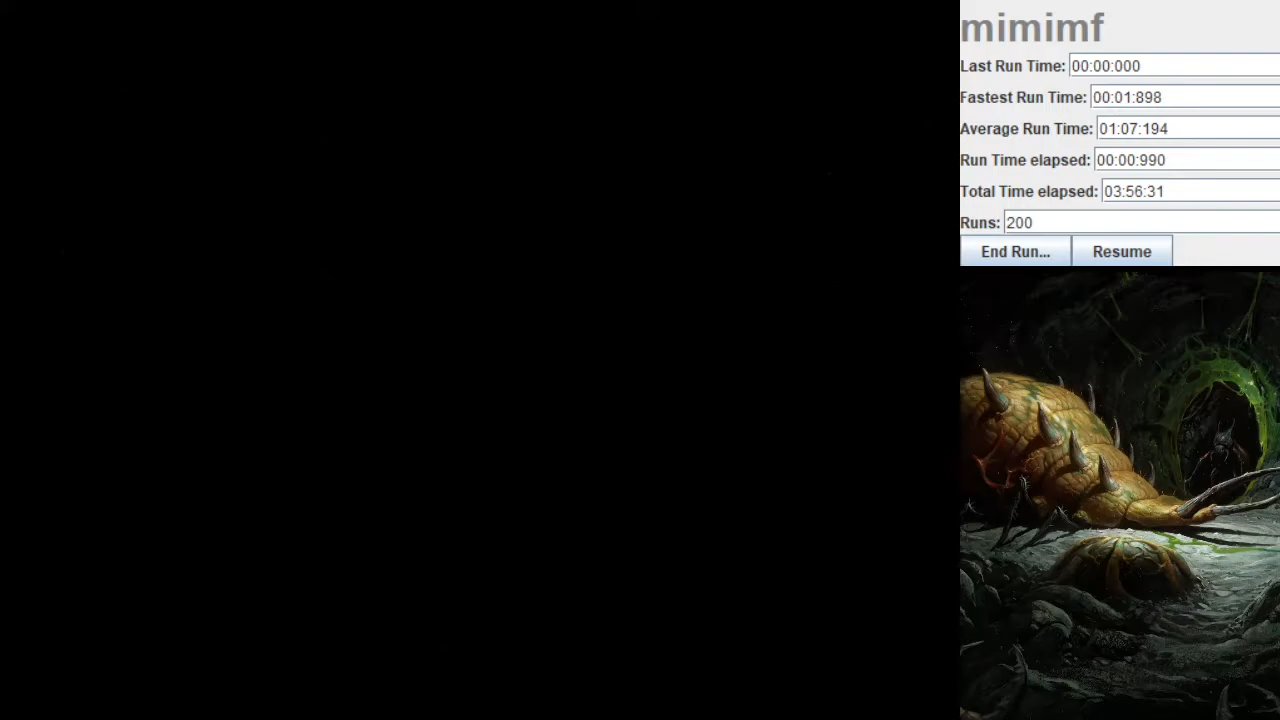 mimimf
Last Run Time: 00:00:000
Fastest Run Time: 00:01:898
Average Run Time: 01:07:194
Run Time elapsed: 00:00:990
Total Time elapsed: 03:56:31
Runs: 200
End Run... Resume